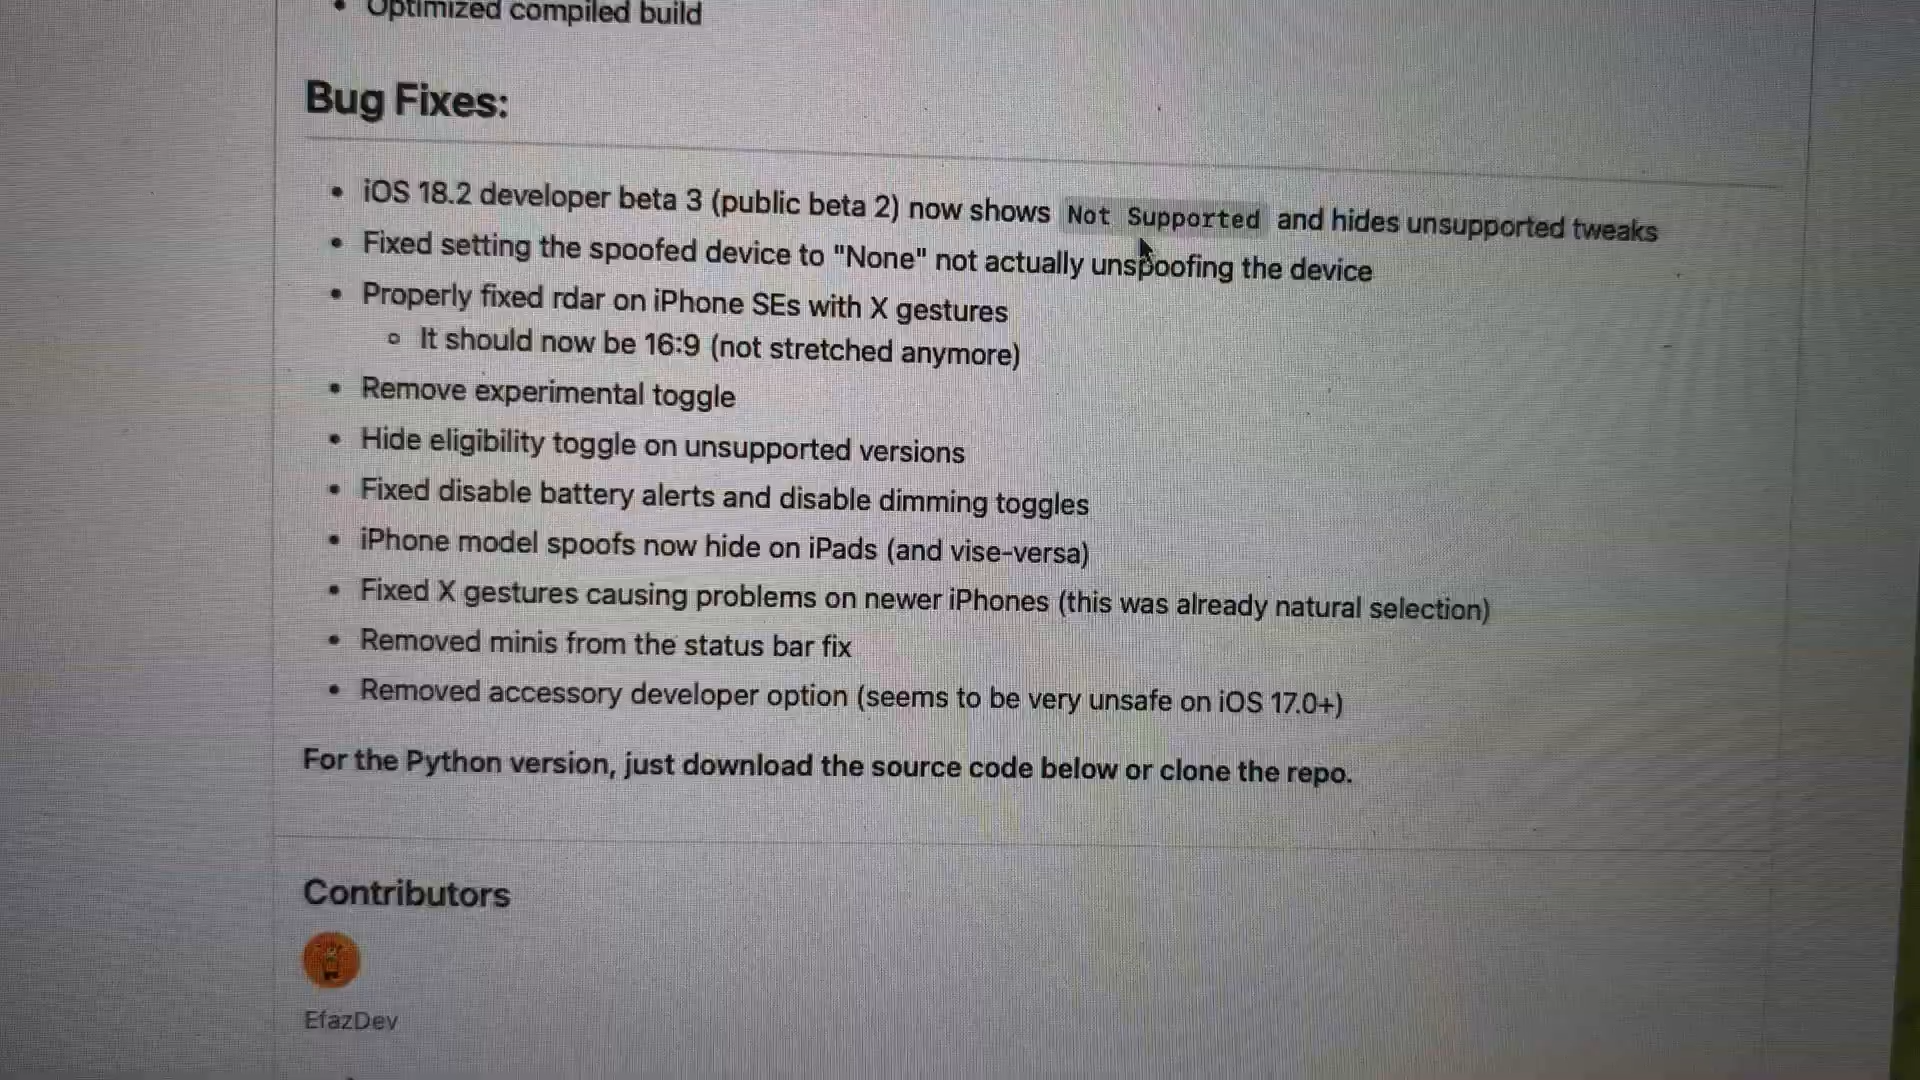 Optimized compiled build
Bug Fixes:
iOS 18.2 developer beta 3 (public beta 2) now shows Not Supported and hides unsupported tweaks
Fixed setting the spoofed device to "None" not actually unspoofing the device
Properly fixed rdar on iPhone SEs with X gestures
It should now be 16:9 (not stretched anymore)
Remove experimental toggle
Hide eligibility toggle on unsupported versions
Fixed disable battery alerts and disable dimming toggles
iPhone model spoofs now hide on iPads (and vise-versa)
Fixed X gestures causing problems on newer iPhones (this was already natural selection)
Removed minis from the status bar fix
Removed accessory developer option (seems to be very unsafe on iOS 17.0+)
For the Python version, just download the source code below or clone the repo.
Contributors
EfazDev